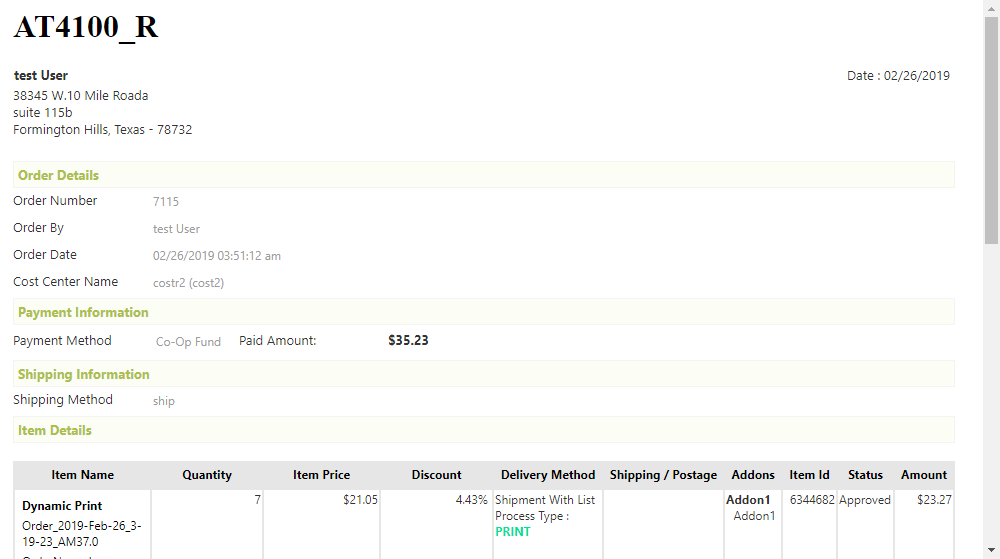 AT4100_R
test User
Date : 02/26/2019
38345 W.10 Mile Roada
suite 115b
Formington Hills, Texas - 78732
Order Details
Order Number 7115
Order By test User
Order Date 02/26/2019 03:51:12 am
Cost Center Name costr2 (cost2)
Payment Information
Payment Method Co-Op Fund Paid Amount: $35.23
Shipping Information
Shipping Method ship
Item Details
Item Name Quantity Item Price Discount Delivery Method Shipping / Postage Addons Item Id Status Amount
Dynamic Print 7 $21.05 4.43% Shipment With List Addon1 6344682 Approved $23.27
Order_2019-Feb-26_3- Process Type : Addon1
19-23_AM37.0 PRINT